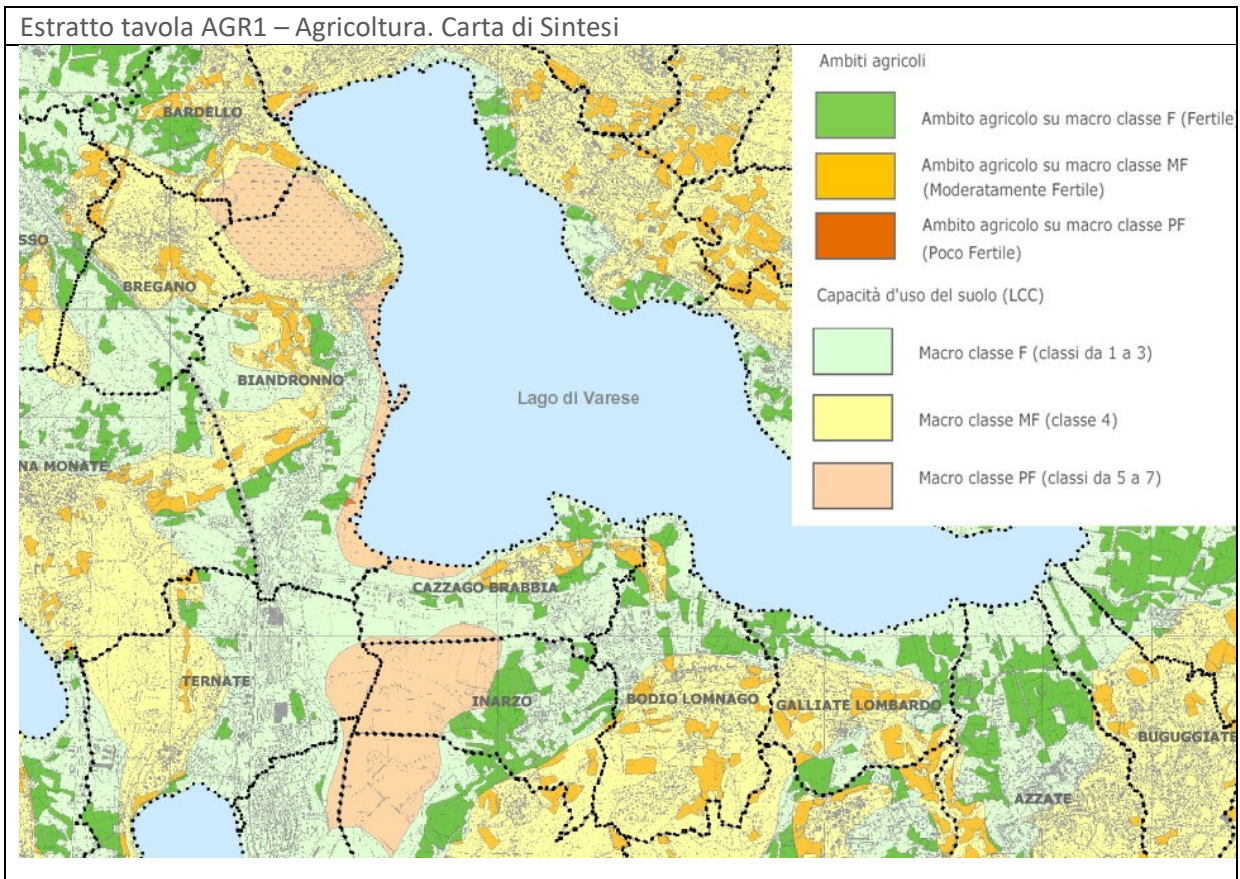 Estratto tavola AGR1 – Agricoltura. Carta di Sintesi
Ambiti agricoli
Ambito agricolo su macro classe F (Fertile
Ambito agricolo su macro classe MF
(Moderatamente Fertile)
Ambito agricolo su macro classe PF
(Poco Fertile)
Capacità d'uso del suolo (LCC)
Macro classe F (classi da 1 a 3)
Macro classe MF (classe 4)
Macro classe PF (classi da 5 a 7)
BARDELLO
SSO
BREGANO
BIANDRONNO
Lago di Varese
NA MONATE
CAZZAGO BRABBIA
TERNATE
INARZO
BODIO LOMNAGO
GALLIATE LOMBARDO
BUGUGGIATE
AZZATE